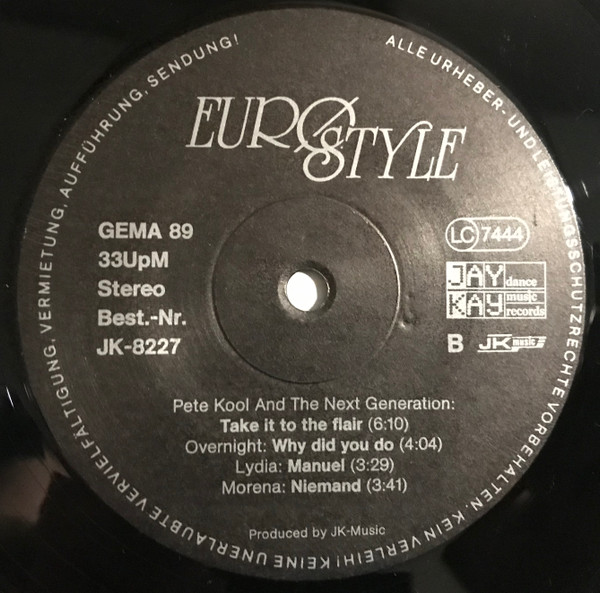 ALLE URHEBER- UND LEISTUNGSSCHUTZRECHTE VORBEHALTEN. KEIN VERLEIH! KEINE UNERLAUBTE VERVIELFÄLTIGUNG, VERMIETUNG, AUFFÜHRUNG, SENDUNG!
EUROSTYLE
GEMA 89
33UpM
Stereo
Best.-Nr.
JK-8227
LC 7444
JAY dance
KAY music
records
B JK music
Pete Kool And The Next Generation:
Take it to the flair (6:10)
Overnight: Why did you do (4:04)
Lydia: Manuel (3:29)
Morena: Niemand (3:41)
Produced by JK-Music